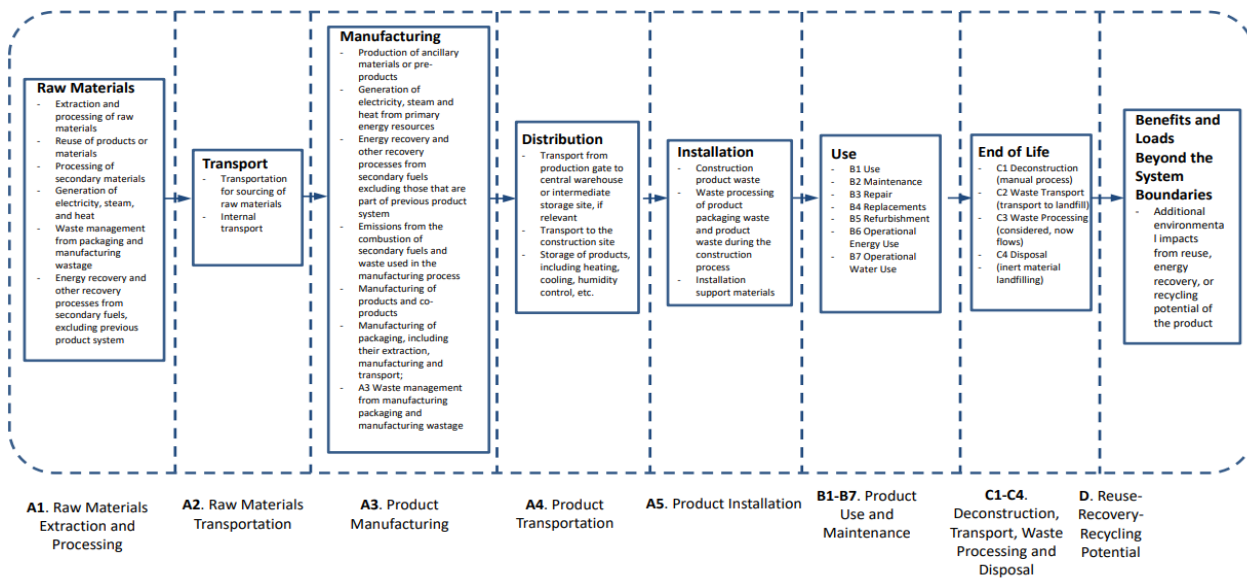 Raw Materials
- Extraction and
processing of raw
materials
- Reuse of products or
materials
- Processing of
secondary materials
- Generation of
electricity, steam, and
heat
- Waste management
from packaging and
manufacturing
wastage
- Energy recovery and
other recovery
processes from
secondary fuels,
excluding previous
product system
Transport
- Transportation
for sourcing of
raw materials
- Internal
transport
Manufacturing
- Production of ancillary
materials or pre-
products
- Generation of
electricity, steam and
heat from primary
energy resources
- Energy recovery and
other recovery
processes from
secondary fuels
excluding those that are
part of previous product
system
- Emissions from the
combustion of
secondary fuels and
waste used in the
manufacturing process
- Manufacturing of
products and co-
products
- Manufacturing of
packaging, including
their extraction,
manufacturing and
transport;
- A3 Waste management
from manufacturing
packaging and
manufacturing wastage
Distribution
- Transport from
production gate to
central warehouse
or intermediate
storage site, if
relevant
- Transport to the
construction site
- Storage of products,
including heating,
cooling, humidity
control, etc.
Installation
- Construction
product waste
- Waste processing
of product
packaging waste
and product
waste during the
construction
process
- Installation
support materials
Use
- B1 Use
- B2 Maintenance
- B3 Repair
- B4 Replacements
- B5 Refurbishment
- B6 Operational
Energy Use
- B7 Operational
Water Use
End of Life
- C1 Deconstruction
(manual process)
- C2 Waste Transport
(transport to landfill)
- C3 Waste Processing
(considered, now
flows)
- C4 Disposal
- (inert material
landfilling)
Benefits and
Loads
Beyond the
System
Boundaries
- Additional
environmenta
l impacts
from reuse,
energy
recovery, or
recycling
potential of
the product
A1. Raw Materials
Extraction and
Processing
A2. Raw Materials
Transportation
A3. Product
Manufacturing
A4. Product
Transportation
A5. Product Installation
B1-B7. Product
Use and
Maintenance
C1-C4.
Deconstruction,
Transport, Waste
Processing and
Disposal
D. Reuse-
Recovery-
Recycling
Potential